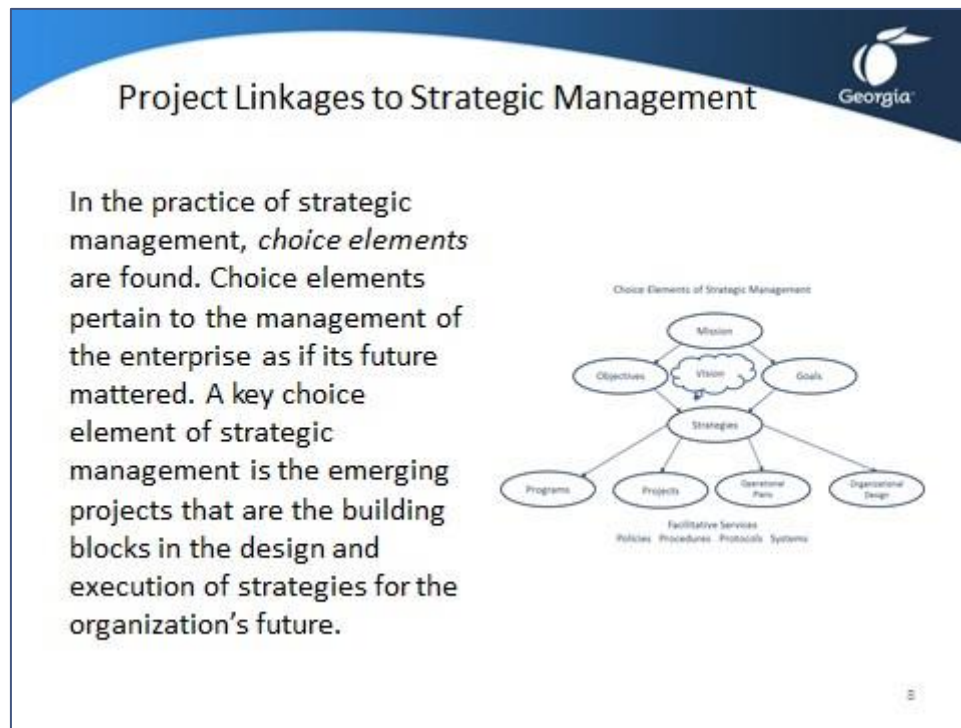 Georgia
Project Linkages to Strategic Management
In the practice of strategic
management, choice elements
are found. Choice elements
pertain to the management of
the enterprise as if its future
mattered. A key choice
element of strategic
management is the emerging
projects that are the building
blocks in the design and
execution of strategies for the
organization's future.
Choice Elements of Strategic Management
Mission
Objectives
Vision
Goals
Strategies
Programs
Projects
Operational
Plans
Organizational
Design
Facilitative Services
Policies Procedures Protocols Systems